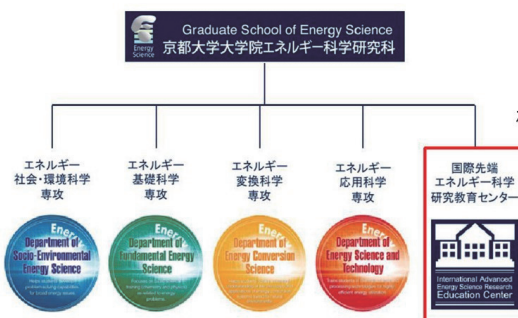 Energy
Science
Graduate School of Energy Science
京都大学大学院エネルギー科学研究科
エネルギー
社会・環境科学
専攻
エネルギー
基礎科学
専攻
エネルギー
変換科学
専攻
エネルギー
応用科学
専攻
国際先端
エネルギー科学
研究教育センター
Energy
Department of
Socio-Environmental
Energy Science
Energy
Department of
Fundamental Energy
Science
Energy
Department of
Energy Conversion
Science
Energy
Department of
Energy Science and
Technology
International Advanced
Energy Science Research
Education Center